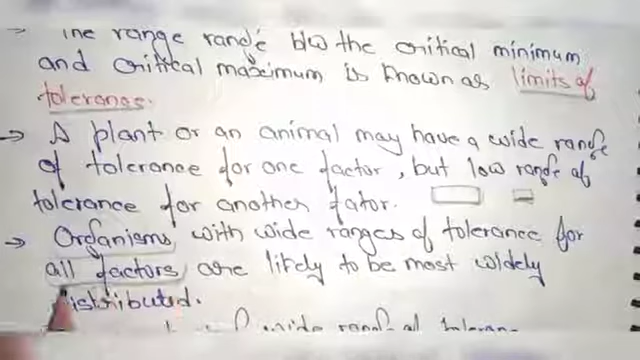 → The range range b/w the critical minimum
and critical maximum is known as limits of
tolerance.
→ A plant or an animal may have a wide range
of tolerance for one factor, but low range of
tolerance for another fator.
→ Organisms with wide ranges of tolerance for
all factors are likely to be most widely
distributed.